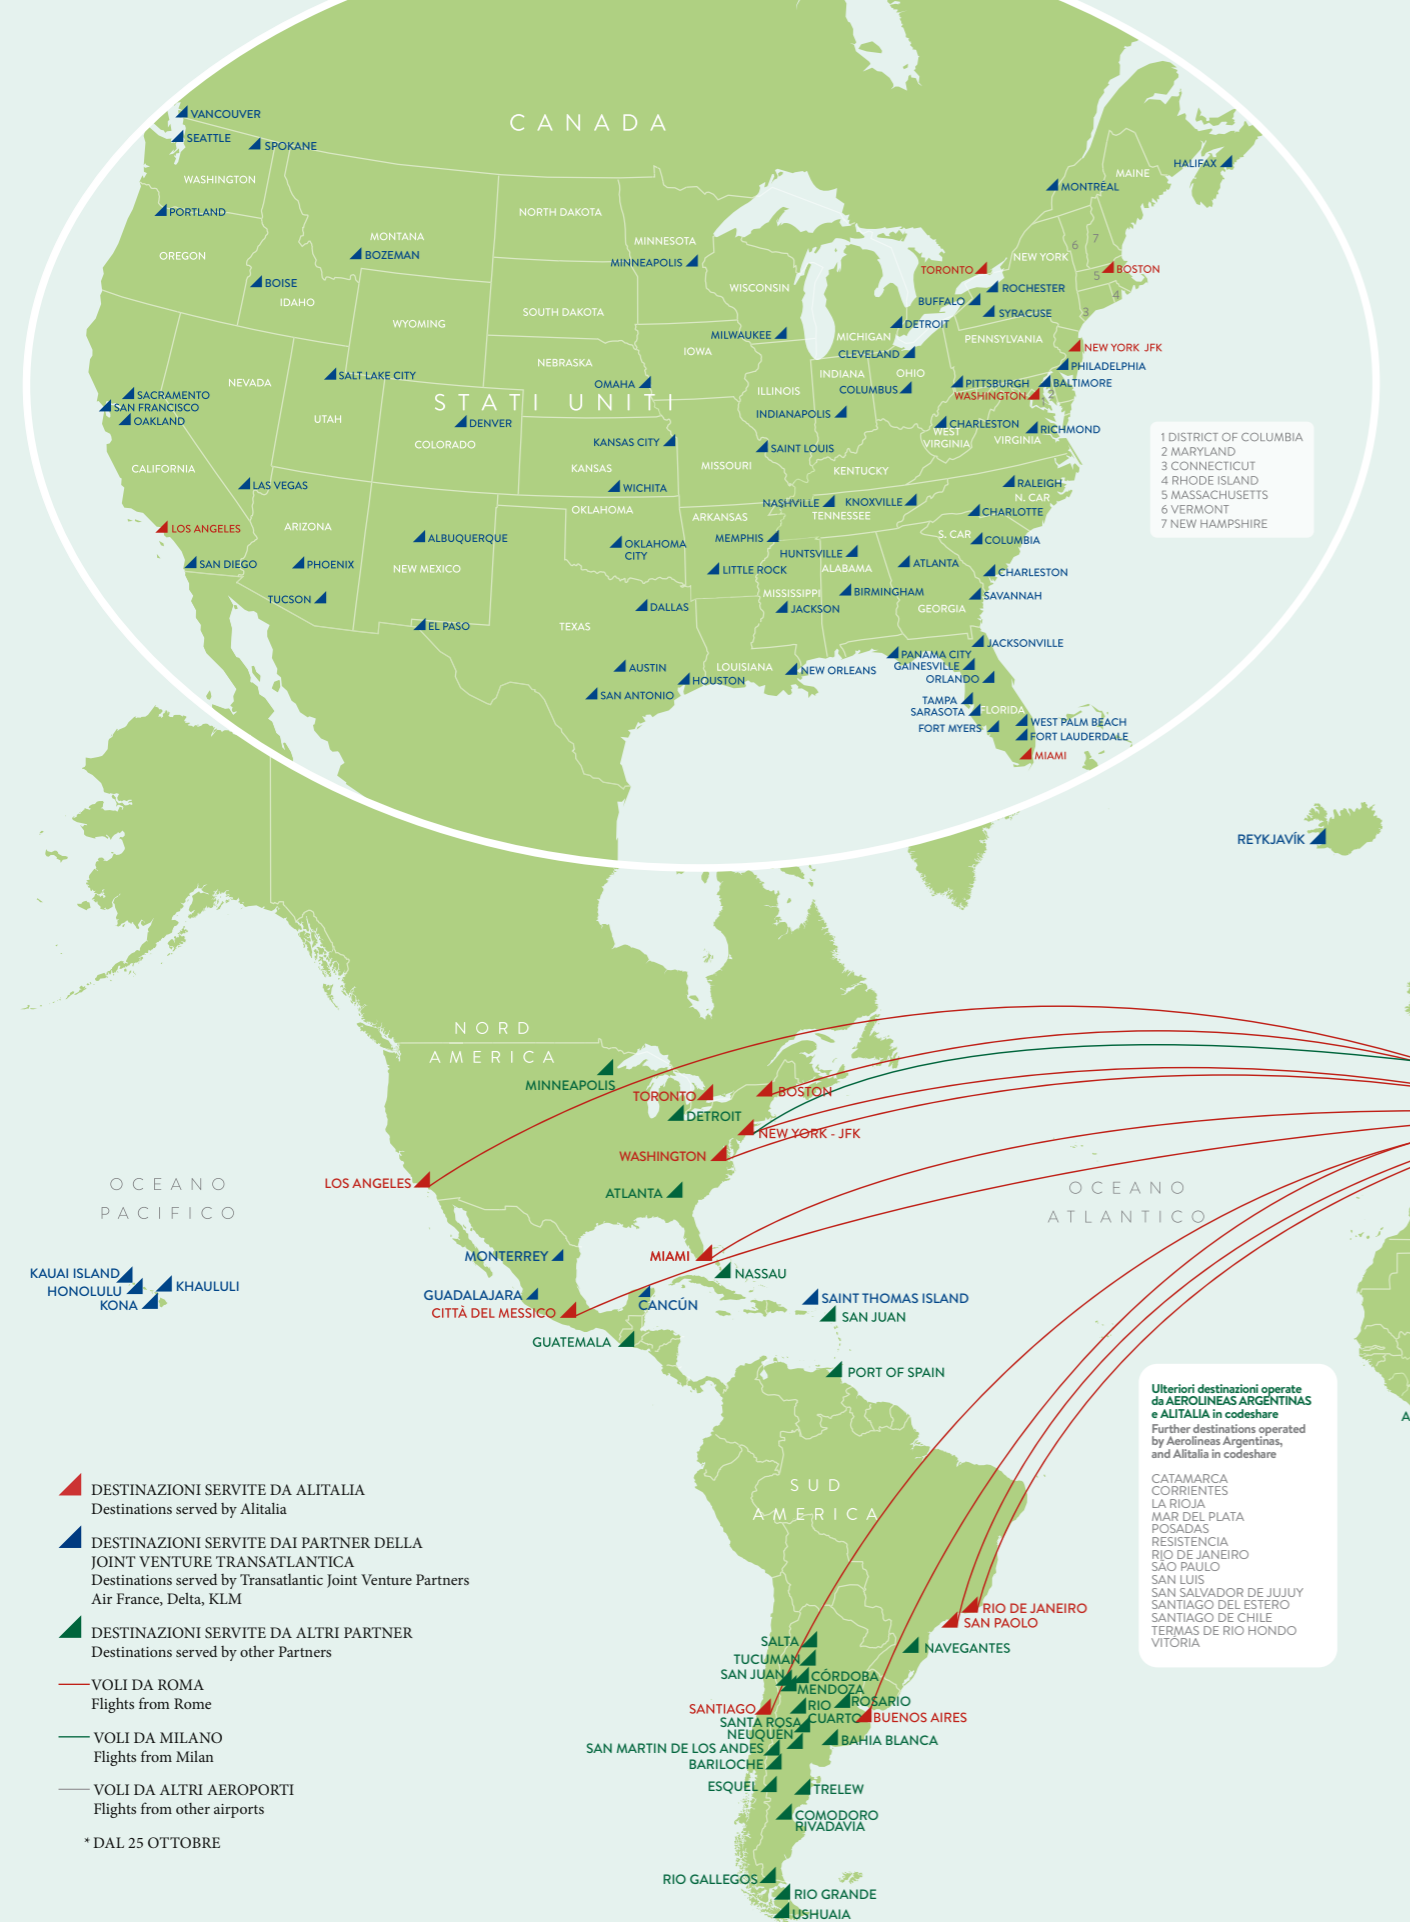 CANADA
VANCOUVER
SEATTLE
SPOKANE
WASHINGTON
HALIFAX
MAINE
MONTRÉAL
PORTLAND
NORTH DAKOTA
MONTANA
MINNESOTA
6
7
OREGON
BOZEMAN
MINNEAPOLIS
NEW YORK
TORONTO
BOSTON
5
BOISE
IDAHO
WISCONSIN
ROCHESTER
BUFFALO
4
SOUTH DAKOTA
SYRACUSE
3
WYOMING
DETROIT
MILWAUKEE
MICHIGAN
PENNSYLVANIA
IOWA
CLEVELAND
NEW YORK JFK
NEBRASKA
PHILADELPHIA
SALT LAKE CITY
INDIANA
OHIO
NEVADA
OMAHA
PITTSBURGH
BALTIMORE
ILLINOIS
COLUMBUS
SACRAMENTO
WASHINGTON
2
STATI UNITI
SAN FRANCISCO
OAKLAND
UTAH
DENVER
INDIANAPOLIS
CHARLESTON
RICHMOND
WEST
VIRGINIA
VIRGINIA
COLORADO
KANSAS CITY
SAINT LOUIS
1 DISTRICT OF COLUMBIA
2 MARYLAND
3 CONNECTICUT
4 RHODE ISLAND
5 MASSACHUSETTS
6 VERMONT
7 NEW HAMPSHIRE
CALIFORNIA
KANSAS
MISSOURI
KENTUCKY
LAS VEGAS
WICHITA
RALEIGH
N. CAR
NASHVILLE
KNOXVILLE
OKLAHOMA
ARKANSAS
TENNESSEE
CHARLOTTE
LOS ANGELES
ARIZONA
ALBUQUERQUE
OKLAHOMA
CITY
MEMPHIS
S. CAR
COLUMBIA
HUNTSVILLE
SAN DIEGO
PHOENIX
NEW MEXICO
LITTLE ROCK
ALABAMA
ATLANTA
CHARLESTON
TUCSON
MISSISSIPPI
BIRMINGHAM
SAVANNAH
DALLAS
JACKSON
GEORGIA
EL PASO
TEXAS
JACKSONVILLE
PANAMA CITY
AUSTIN
LOUISIANA
NEW ORLEANS
GAINESVILLE
HOUSTON
ORLANDO
SAN ANTONIO
TAMPA
SARASOTA
FLORIDA
WEST PALM BEACH
FORT MYERS
FORT LAUDERDALE
MIAMI
REYKJAVÍK
NORD
AMERICA
MINNEAPOLIS
TORONTO
BOSTON
DETROIT
NEW YORK - JFK
WASHINGTON
LOS ANGELES
ATLANTA
OCEANO
PACIFICO
OCEANO
ATLANTICO
MONTERREY
MIAMI
NASSAU
KAUAI ISLAND
HONOLULU
KHAULULI
KONA
GUADALAJARA
CANCÚN
CITTÀ DEL MESSICO
SAINT THOMAS ISLAND
SAN JUAN
GUATEMALA
PORT OF SPAIN
Ulteriori destinazioni operate
da AEROLINEAS ARGENTINAS
e ALITALIA in codeshare
Further destinations operated
by Aerolineas Argentinas,
and Alitalia in codeshare
CATAMARCA
CORRIENTES
LA RIOJA
MAR DEL PLATA
POSADAS
RESISTENCIA
RIO DE JANEIRO
SÃO PAULO
SAN LUIS
SAN SALVADOR DE JUJUY
SANTIAGO DEL ESTERO
SANTIAGO DE CHILE
TERMAS DE RIO HONDO
VITÓRIA
A
SUD
AMERICA
RIO DE JANEIRO
SAN PAOLO
SALTA
NAVEGANTES
TUCUMAN
SAN JUAN
CÓRDOBA
MENDOZA
SANTIAGO
RIO
CUARTO
ROSARIO
BUENOS AIRES
SANTA ROSA
NEUQUÉN
SAN MARTIN DE LOS ANDES
BAHIA BLANCA
BARILOCHE
ESQUEL
TRELEW
COMODORO
RIVADAVIA
RIO GALLEGOS
RIO GRANDE
USHUAIA
DESTINAZIONI SERVITE DA ALITALIA
Destinations served by Alitalia
DESTINAZIONI SERVITE DAI PARTNER DELLA
JOINT VENTURE TRANSATLANTICA
Destinations served by Transatlantic Joint Venture Partners
Air France, Delta, KLM
DESTINAZIONI SERVITE DA ALTRI PARTNER
Destinations served by other Partners
VOLI DA ROMA
Flights from Rome
VOLI DA MILANO
Flights from Milan
VOLI DA ALTRI AEROPORTI
Flights from other airports
* DAL 25 OTTOBRE